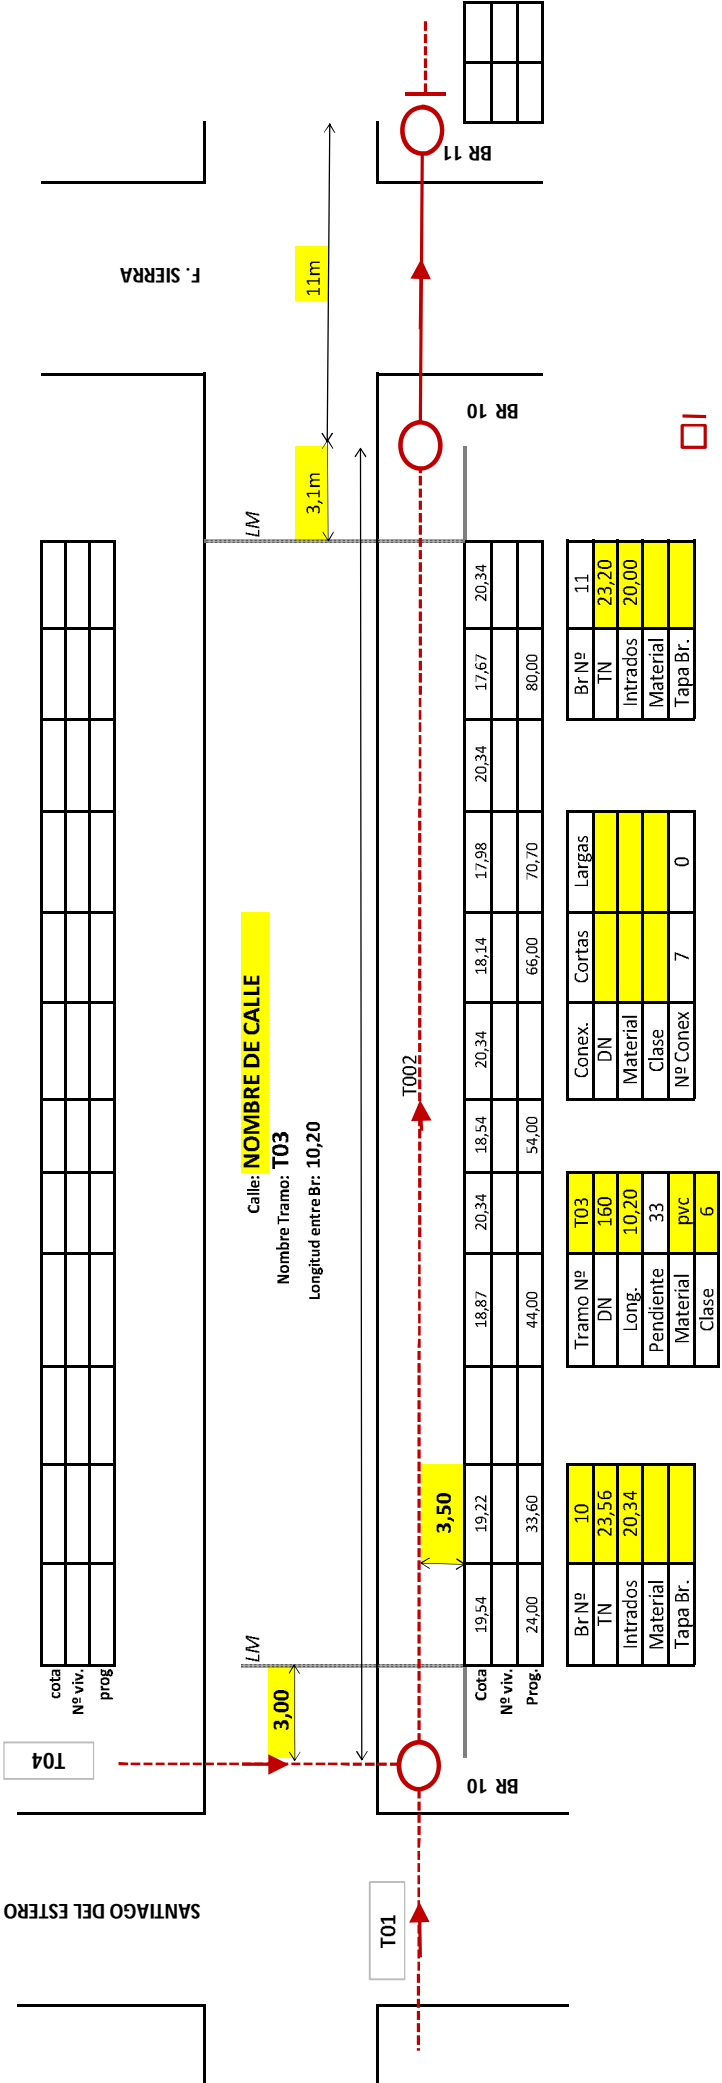 cota
Nº viv.
prog
T04
SANTIAGO DEL ESTERO
F. SIERRA
LM
LM
3,00
3,1m
11m
Calle: NOMBRE DE CALLE
Nombre Tramo: T03
Longitud entre Br: 10,20
T01
BR 10
T002
BR 10
BR 11
3,50
Cota 19,54 19,22 18,87 20,34 18,54 20,34 18,14 17,98 20,34 17,67 20,34
Nº viv.
Prog. 24,00 33,60 44,00 54,00 66,00 70,70 80,00
Br Nº 10
TN 23,56
Intrados 20,34
Material
Tapa Br.
Tramo Nº T03
DN 160
Long. 10,20
Pendiente 33
Material pvc
Clase 6
Conex. Cortas Largas
DN
Material
Clase
Nº Conex 7 0
Br Nº 11
TN 23,20
Intrados 20,00
Material
Tapa Br.